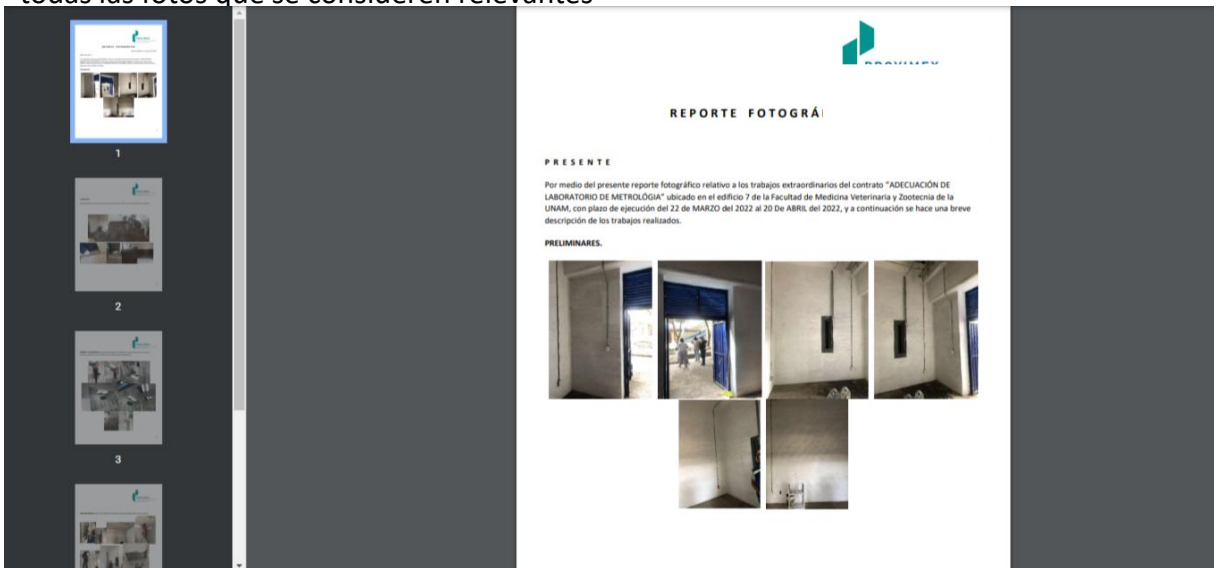 todas las fotos que se consideren relevantes
REPORTE FOTOGRÁ
PRESENTE
Por medio del presente reporte fotográfico relativo a los trabajos extraordinarios del contrato "ADECUACIÓN DE
LABORATORIO DE METROLÓGIA" ubicado en el edificio 7 de la Facultad de Medicina Veterinaria y Zootecnia de la
UNAM, con plazo de ejecución del 22 de MARZO del 2022 al 20 De ABRIL del 2022, y a continuación se hace una breve
descripción de los trabajos realizados.
PRELIMINARES.
1
2
3